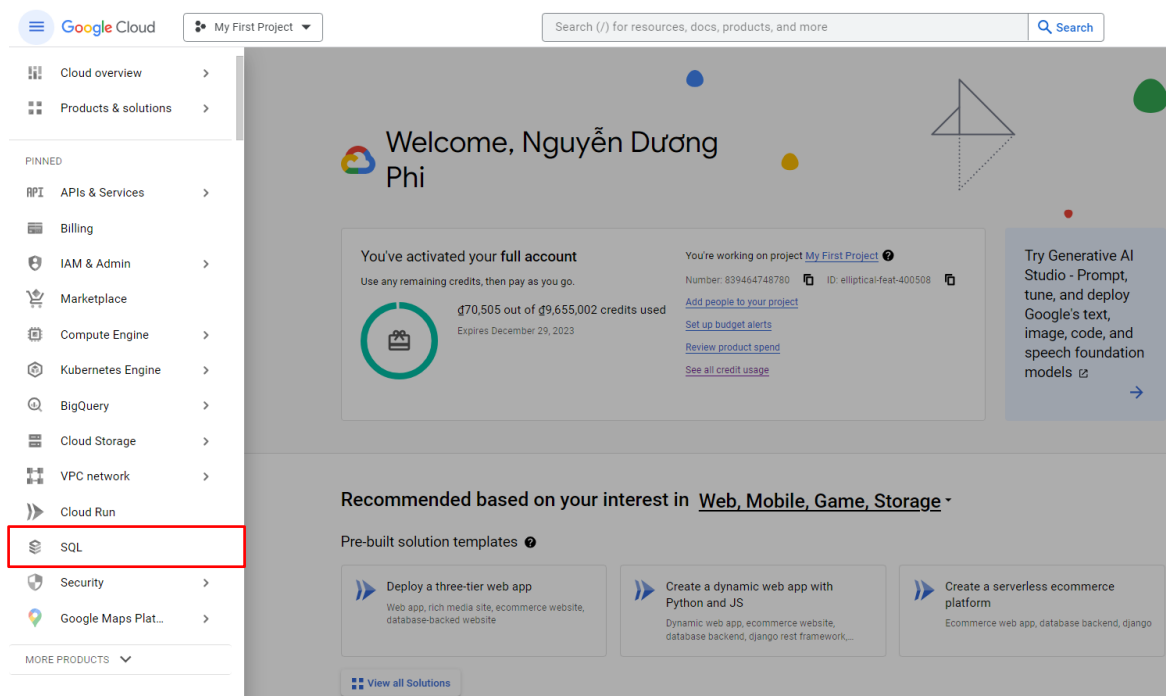 Google Cloud
My First Project
Search (/) for resources, docs, products, and more
Search
Cloud overview
Products & solutions
PINNED
API
APIs & Services
Billing
IAM & Admin
Marketplace
Compute Engine
Kubernetes Engine
BigQuery
Cloud Storage
VPC network
Cloud Run
SQL
Security
Google Maps Plat...
MORE PRODUCTS
Welcome, Nguyễn Dương
Phi
You've activated your full account
Use any remaining credits, then pay as you go.
₫70,505 out of ₫9,655,002 credits used
Expires December 29, 2023
You're working on project My First Project
Number: 839464748780 ID: elliptical-feat-400508
Add people to your project
Set up budget alerts
Review product spend
See all credit usage
Try Generative AI
Studio - Prompt,
tune, and deploy
Google's text,
image, code, and
speech foundation
models
Recommended based on your interest in Web, Mobile, Game, Storage
Pre-built solution templates
Deploy a three-tier web app
Web app, rich media site, ecommerce website,
database-backed website
Create a dynamic web app with
Python and JS
Dynamic web app, ecommerce website,
database backend, django rest framework,...
Create a serverless ecommerce
platform
Ecommerce web app, database backend, django
View all Solutions